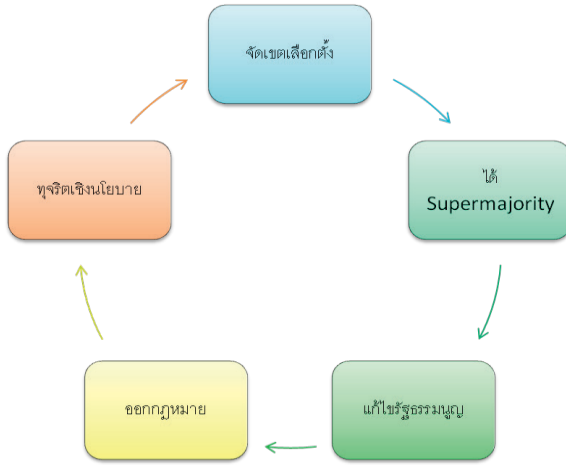 จัดเขตเลือกตั้ง
ได้
Supermajority
แก้ไขรัฐธรรมนูญ
ออกกฎหมาย
ทุจริตเชิงนโยบาย